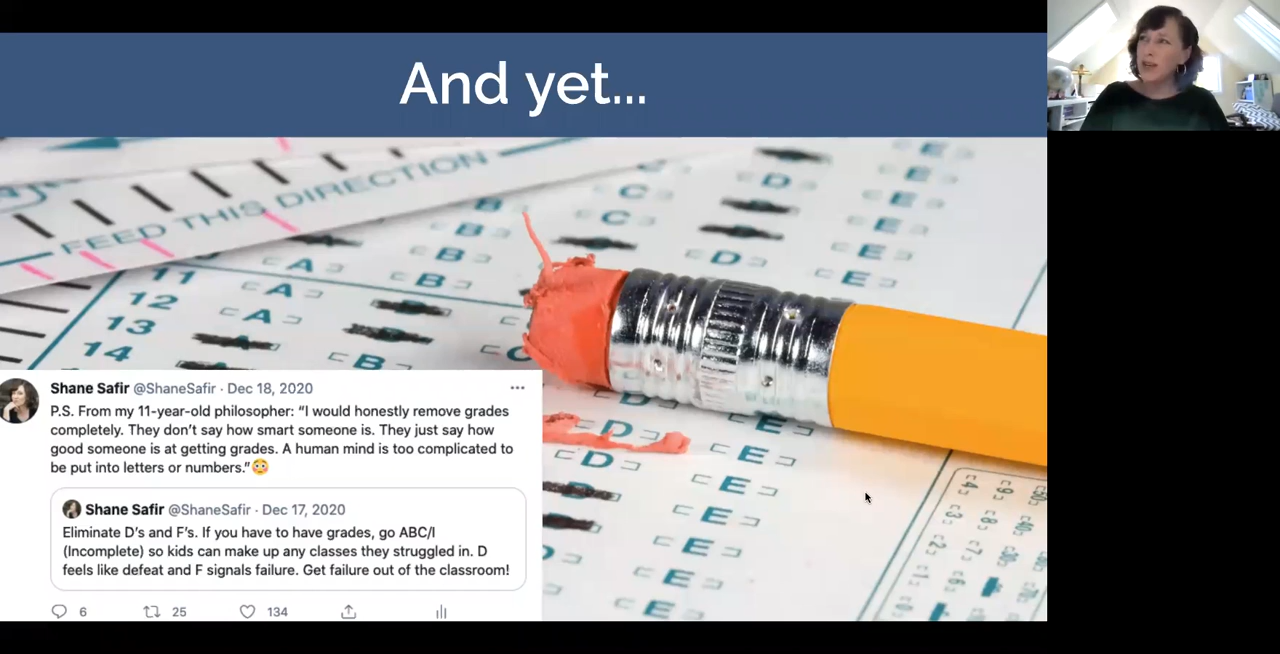 And yet...
FEED THIS DIRECTION
B
C
D
E
B
C
E
A
B
D
E
11
A
B
E
12
A
13
14
B
C
D
E
D
E
E
E
E
E
Shane Safir @ShaneSafir · Dec 18, 2020
P.S. From my 11-year-old philosopher: “I would honestly remove grades
completely. They don’t say how smart someone is. They just say how
good someone is at getting grades. A human mind is too complicated to
be put into letters or numbers.”😳
Shane Safir @ShaneSafir · Dec 17, 2020
Eliminate D's and F's. If you have to have grades, go ABC/I
(Incomplete) so kids can make up any classes they struggled in. D
feels like defeat and F signals failure. Get failure out of the classroom!
6 25 134